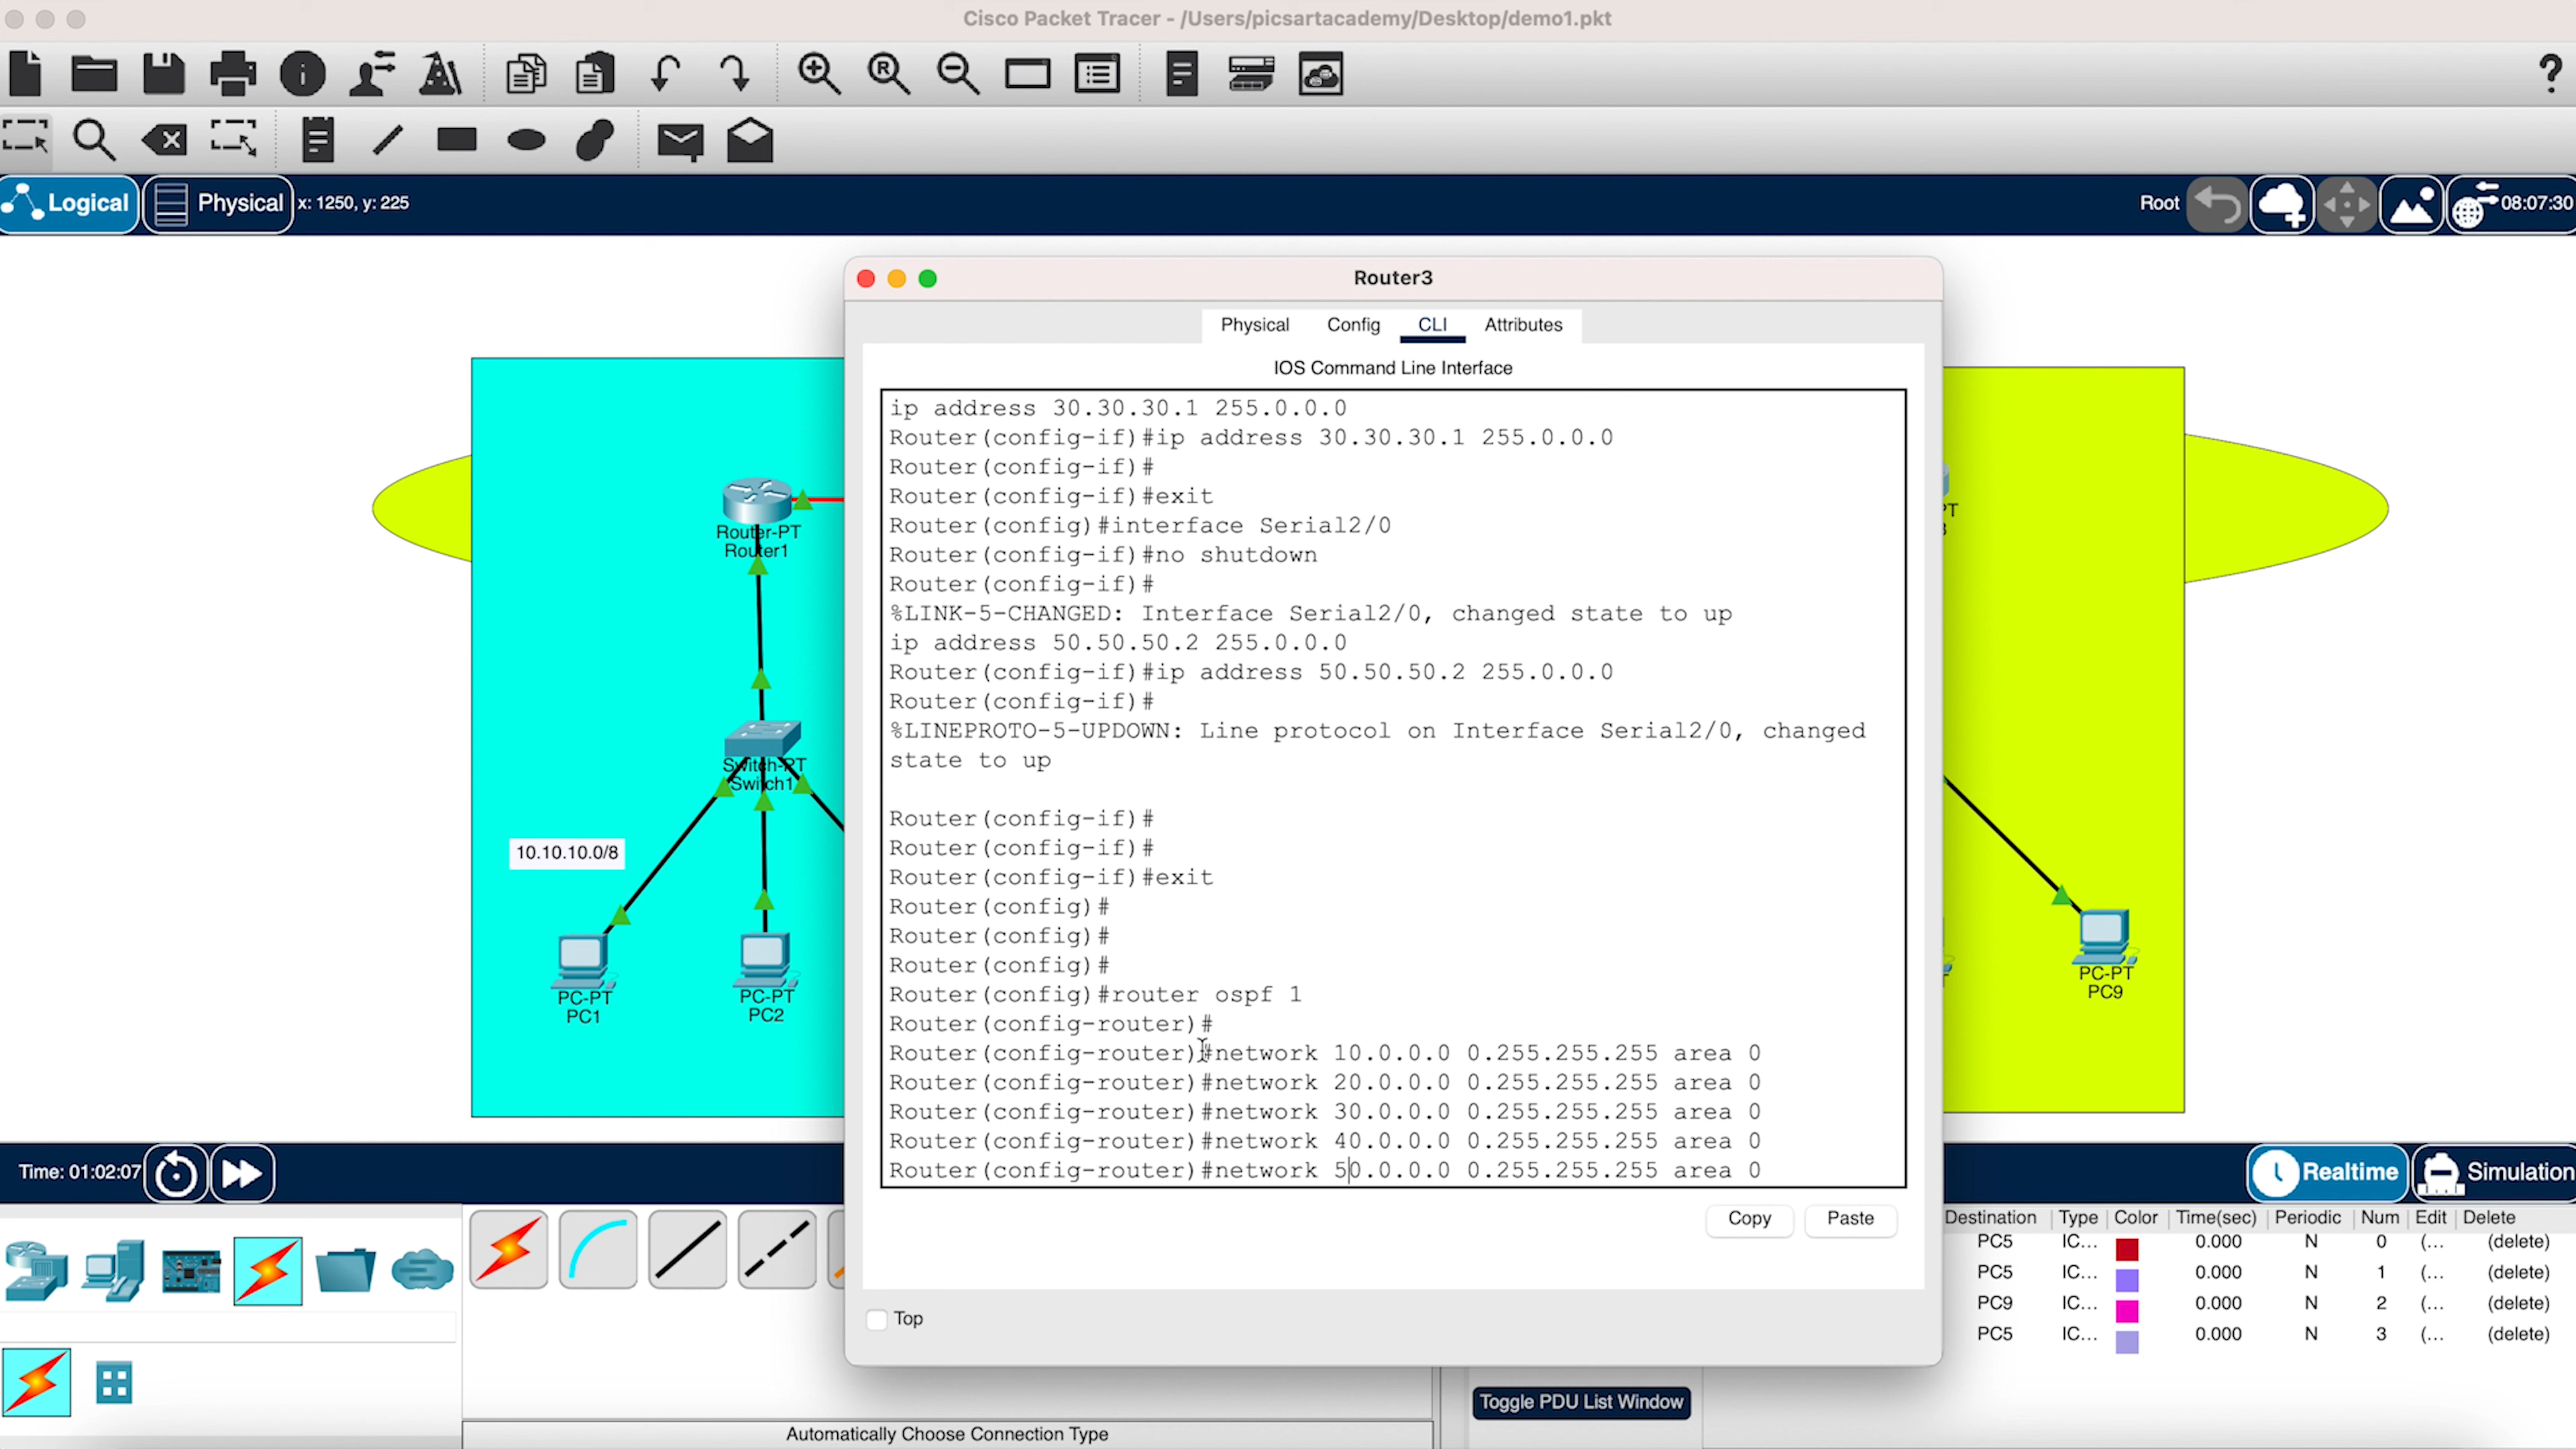 Cisco Packet Tracer - /Users/picsartacademy/Desktop/demo1.pkt
Logical
Physical
x: 1250, y: 225
Root
08:07:30
Router3
Physical
Config
CLI
Attributes
IOS Command Line Interface
ip address 30.30.30.1 255.0.0.0
Router(config-if)#ip address 30.30.30.1 255.0.0.0
Router(config-if)#
Router(config-if)#exit
Router(config)#interface Serial2/0
Router(config-if)#no shutdown
Router(config-if)#
%LINK-5-CHANGED: Interface Serial2/0, changed state to up
ip address 50.50.50.2 255.0.0.0
Router(config-if)#ip address 50.50.50.2 255.0.0.0
Router(config-if)#
%LINEPROTO-5-UPDOWN: Line protocol on Interface Serial2/0, changed
state to up
Router(config-if)#
Router(config-if)#
Router(config-if)#exit
Router(config)#
Router(config)#
Router(config)#
Router(config)#router ospf 1
Router(config-router)#
Router(config-router)#network 10.0.0.0 0.255.255.255 area 0
Router(config-router)#network 20.0.0.0 0.255.255.255 area 0
Router(config-router)#network 30.0.0.0 0.255.255.255 area 0
Router(config-router)#network 40.0.0.0 0.255.255.255 area 0
Router(config-router)#network 50.0.0.0 0.255.255.255 area 0
Copy
Paste
Top
Router-PT
Router1
Switch-PT
Switch1
10.10.10.0/8
PC-PT
PC1
PC-PT
PC2
PC-PT
PC9
Time: 01:02:07
Realtime
Simulation
Destination Type Color Time(sec) Periodic Num Edit Delete
PC5 IC... 0.000 N 0 (... (delete)
PC5 IC... 0.000 N 1 (... (delete)
PC9 IC... 0.000 N 2 (... (delete)
PC5 IC... 0.000 N 3 (... (delete)
Toggle PDU List Window
Automatically Choose Connection Type